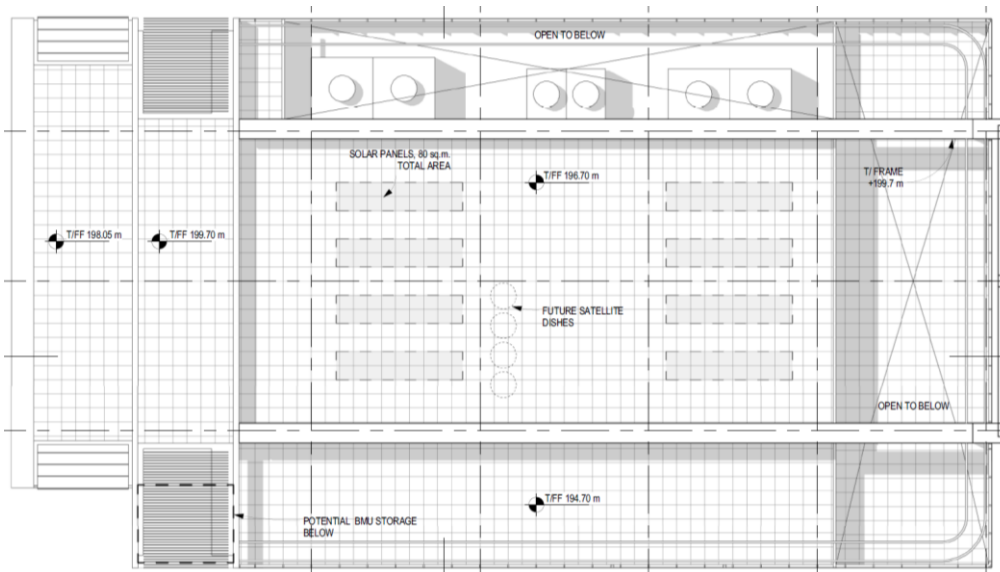 OPEN TO BELOW
SOLAR PANELS, 80 sq.m.
TOTAL AREA
T/FF 196.70 m
T/ FRAME
+199.7 m
T/FF 198.05 m
T/FF 199.70 m
FUTURE SATELLITE
DISHES
OPEN TO BELOW
T/FF 194.70 m
POTENTIAL BMU STORAGE
BELOW